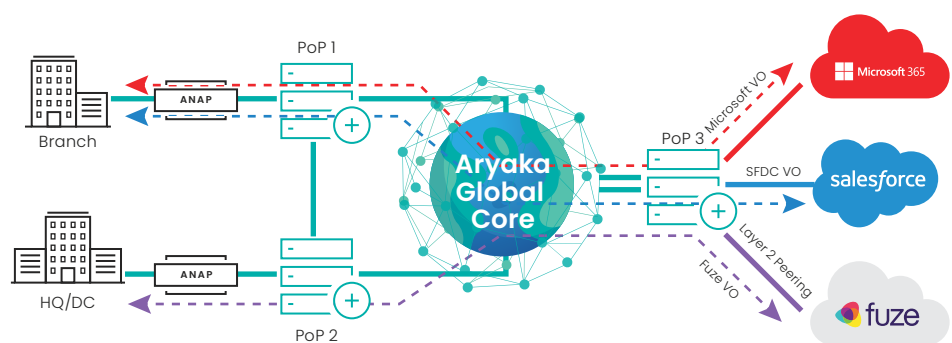 PoP 1
Microsoft VO
Microsoft 365
ANAP
Branch
PoP 3
Aryaka
Global
Core
SFDC VO
salesforce
ANAP
HQ/DC
PoP 2
Layer 2 Peering
Fuze VO
fuze